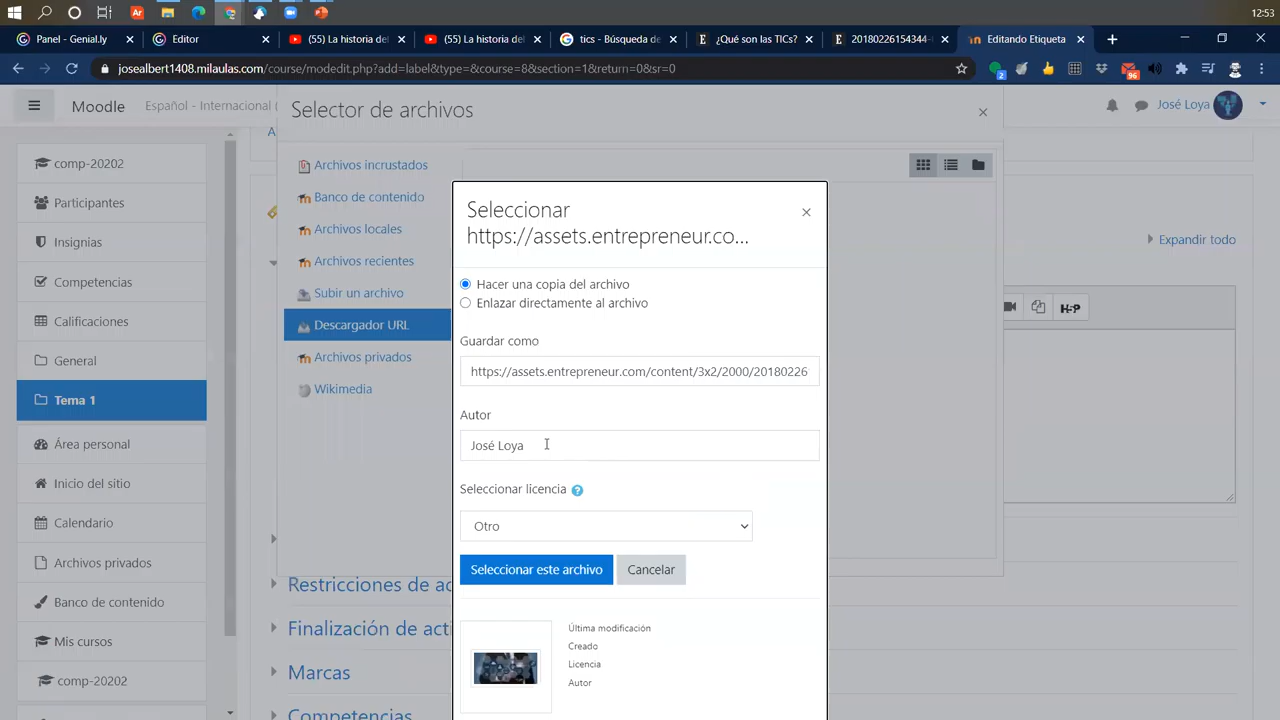 12:53
Panel - Genial.ly
Editor
(55) La historia del
(55) La historia del
tics - Búsqueda de
¿Qué son las TICs?
20180226154344-
Editando Etiqueta
josealbert1408.milaulas.com/course/modedit.php?add=label&type=&course=8&section=1&return=0&sr=0
2
96
Moodle
Español - Internacional (
José Loya
Selector de archivos
comp-20202
Participantes
Insignias
Competencias
Calificaciones
General
Tema 1
Área personal
Inicio del sitio
Calendario
Archivos privados
Banco de contenido
Mis cursos
comp-20202
A
Archivos incrustados
Banco de contenido
Archivos locales
Archivos recientes
Subir un archivo
Descargador URL
Archivos privados
Wikimedia
Expandir todo
H-P
Seleccionar
https://assets.entrepreneur.co...
Hacer una copia del archivo
Enlazar directamente al archivo
Guardar como
https://assets.entrepreneur.com/content/3x2/2000/20180226
Autor
José Loya
Seleccionar licencia
Otro
Seleccionar este archivo
Cancelar
Última modificación
Creado
Licencia
Autor
Restricciones de ac
Finalización de acti
Marcas
Competencias